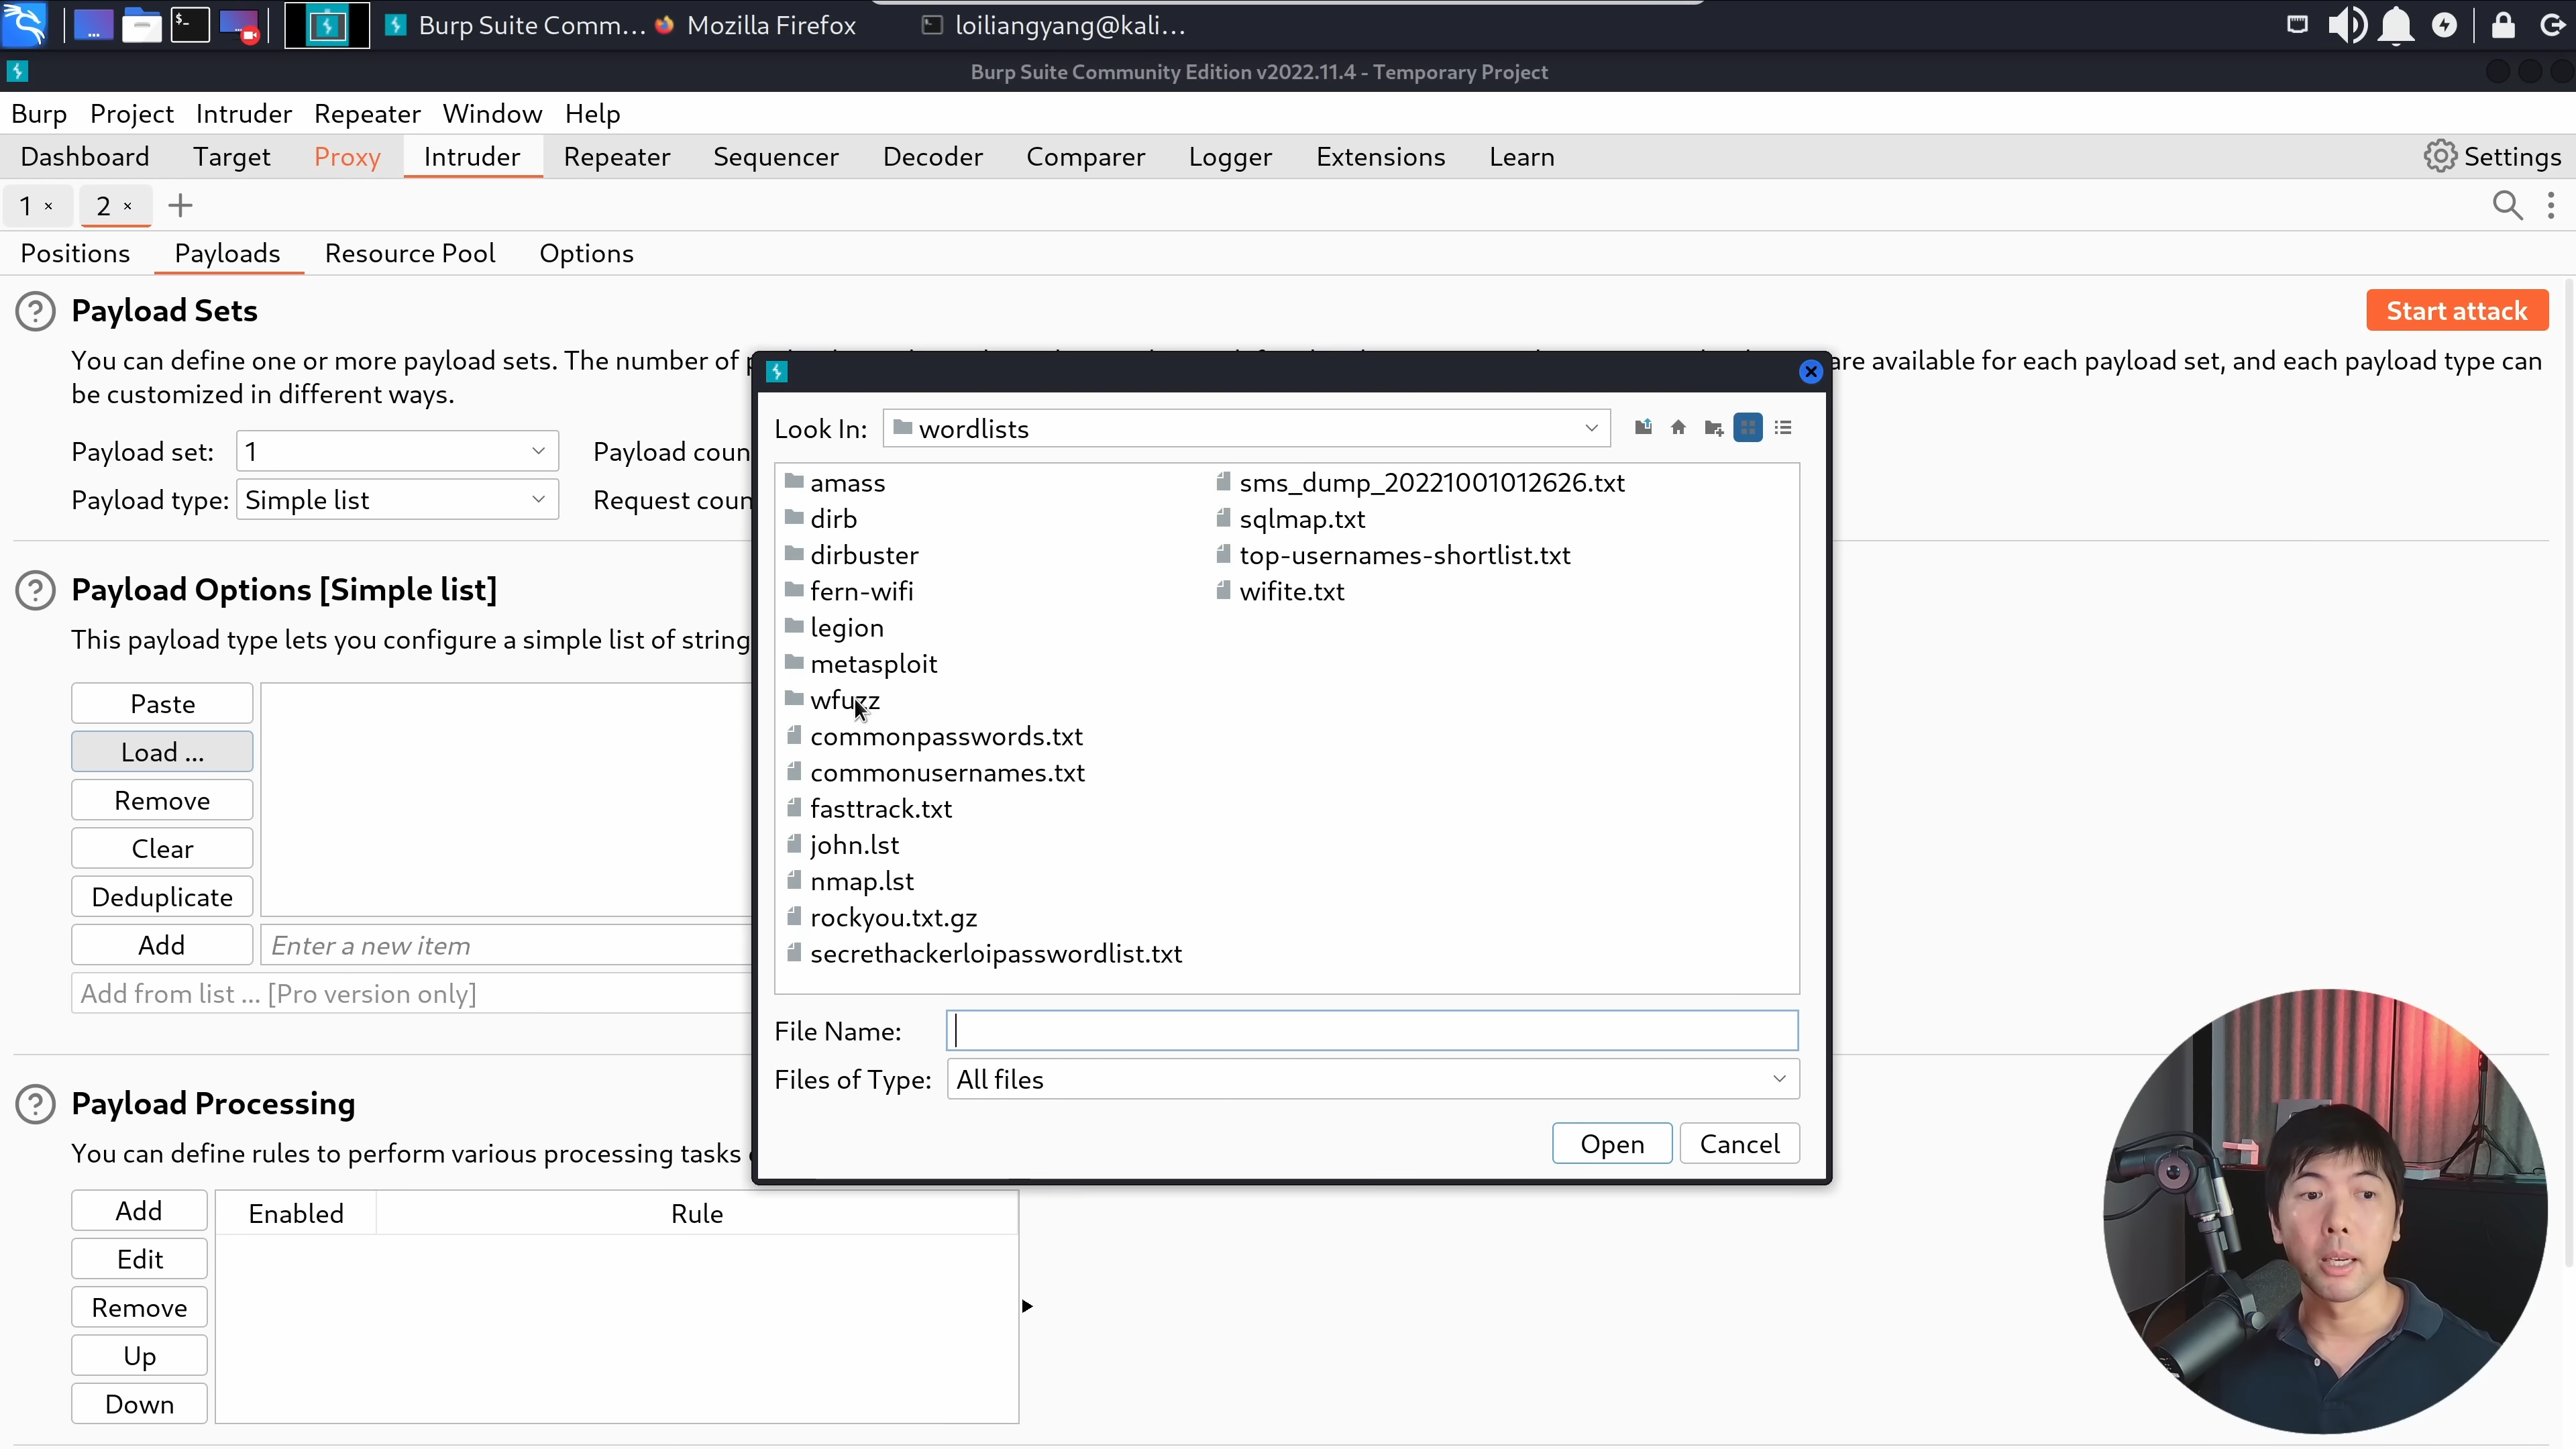 Burp Suite Comm...
Mozilla Firefox
loiliangyang@kali...
Burp Suite Community Edition v2022.11.4 - Temporary Project
Burp Project Intruder Repeater Window Help
Dashboard Target Proxy Intruder Repeater Sequencer Decoder Comparer Logger Extensions Learn Settings
1 × 2 × +
Positions Payloads Resource Pool Options
? Payload Sets
Start attack
You can define one or more payload sets. The number of
are available for each payload set, and each payload type can
be customized in different ways.
Payload set: 1
Payload coun
Payload type: Simple list
Request coun
? Payload Options [Simple list]
This payload type lets you configure a simple list of string
Paste
Load ...
Remove
Clear
Deduplicate
Add
Enter a new item
Add from list ... [Pro version only]
? Payload Processing
You can define rules to perform various processing tasks
Add
Edit
Remove
Up
Down
Enabled Rule
Look In: wordlists
amass
dirb
dirbuster
fern-wifi
legion
metasploit
wfuzz
commonpasswords.txt
commonusernames.txt
fasttrack.txt
john.lst
nmap.lst
rockyou.txt.gz
secrethackerloipasswordlist.txt
sms_dump_20221001012626.txt
sqlmap.txt
top-usernames-shortlist.txt
wifite.txt
File Name:
Files of Type: All files
Open Cancel